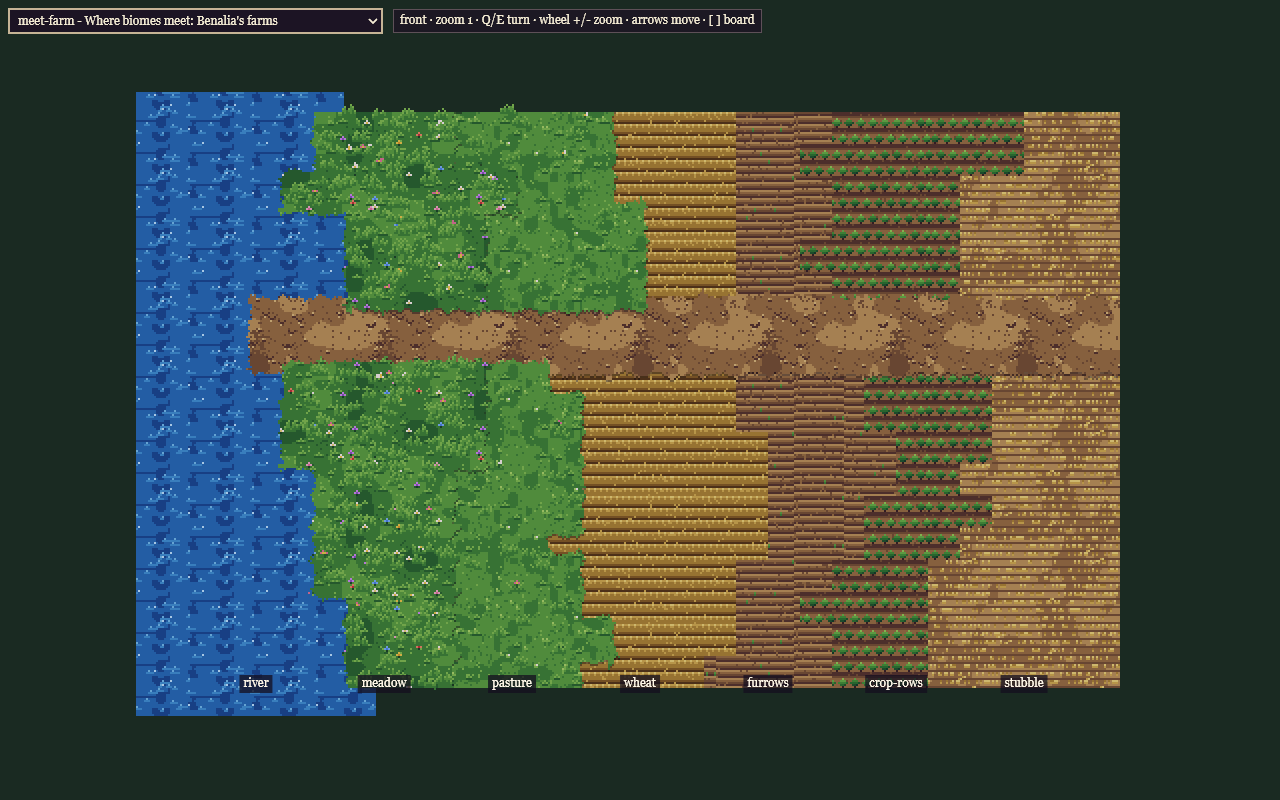 meet-farm - Where biomes meet: Benalia's farms
front · zoom 1 · Q/E turn · wheel +/- zoom · arrows move · [ ] board
river
meadow
pasture
wheat
furrows
crop-rows
stubble